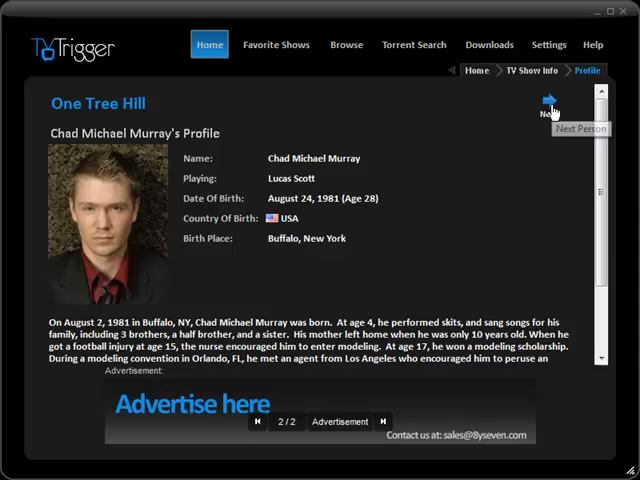 TVTrigger
Home
Favorite Shows
Browse
Torrent Search
Downloads
Settings
Help
Home
TV Show Info
Profile
One Tree Hill
Next Person
Chad Michael Murray's Profile
Name: Chad Michael Murray
Playing: Lucas Scott
Date Of Birth: August 24, 1981 (Age 28)
Country Of Birth: USA
Birth Place: Buffalo, New York
On August 2, 1981 in Buffalo, NY, Chad Michael Murray was born. At age 4, he performed skits, and sang songs for his
family, including 3 brothers, a half brother, and a sister. His mother left home when he was only 10 years old. When he
got a football injury at age 15, the nurse encouraged him to enter modeling. At age 17, he won a modeling scholarship.
During a modeling convention in Orlando, FL, he met an agent from Los Angeles who encouraged him to peruse an
Advertisement:
Advertise here
2 / 2
Advertisement
Contact us at: sales@8yseven.com